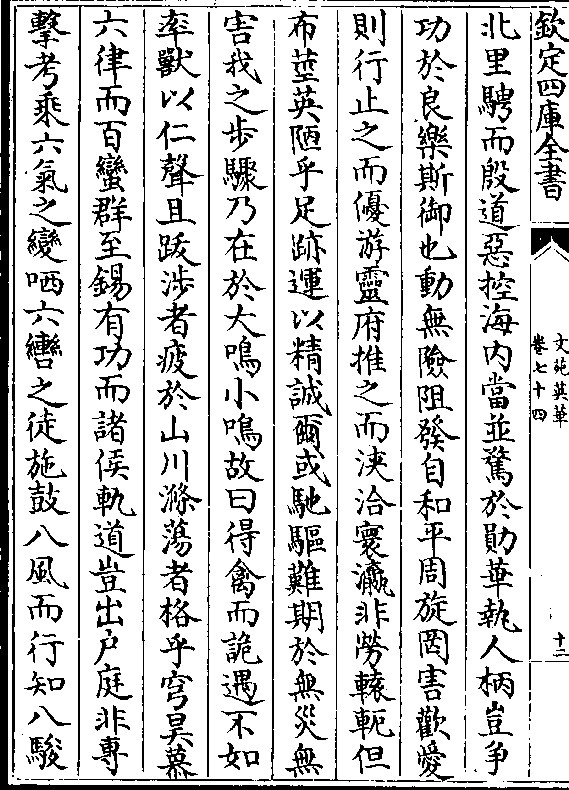 欽定四庫全書
文苑英華
卷七十四
十二
北里騁而殷道惡控海内當並騖於勛華執人柄豈爭
功於良樂斯御也動無險阻發自和平周旋罔害歡愛
則行止之而優游靈府推之而浹洽寰瀛非勞轅軛但
布莖英陋乎足跡運以精誠爾或馳驅難期於無災無
害我之步驟乃在於大鳴小鳴故曰得禽而詭遇不如
率獸以仁聲且跋涉者疲於山川滌蕩者格乎穹昊慕
六律而百蠻群至錫有功而諸侯軌道豈出户庭非專
擊考乘六氣之變哂六轡之徒施鼓八風而行知八駿